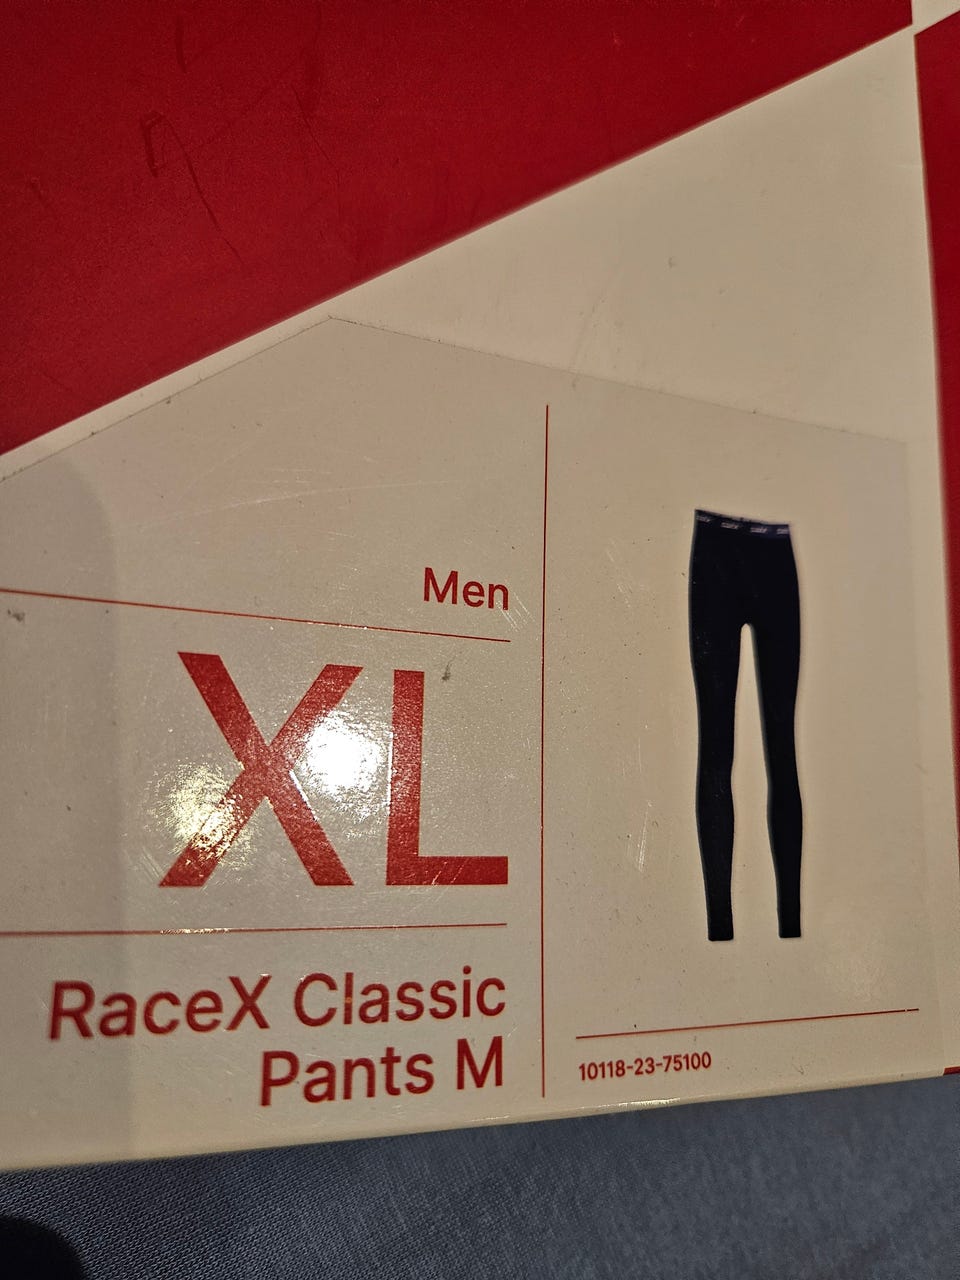 Men
XL
RaceX Classic
Pants M
10118-23-75100